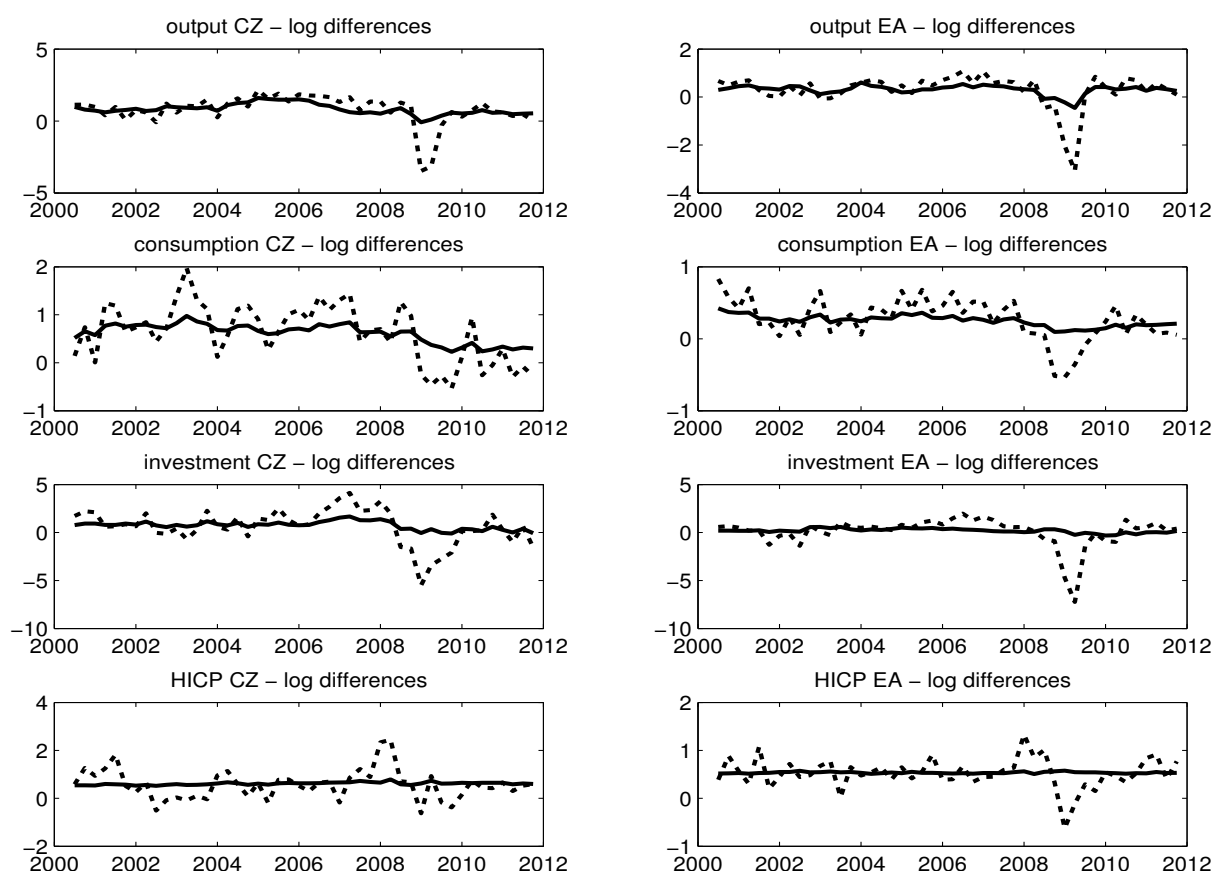 output CZ – log differences
5
0
−5
2000 2002 2004 2006 2008 2010 2012
output EA – log differences
2
0
−2
−4
2000 2002 2004 2006 2008 2010 2012
consumption CZ – log differences
2
1
0
−1
2000 2002 2004 2006 2008 2010 2012
consumption EA – log differences
1
0
−1
2000 2002 2004 2006 2008 2010 2012
investment CZ – log differences
5
0
−5
−10
2000 2002 2004 2006 2008 2010 2012
investment EA – log differences
5
0
−5
−10
2000 2002 2004 2006 2008 2010 2012
HICP CZ – log differences
4
2
0
−2
2000 2002 2004 2006 2008 2010 2012
HICP EA – log differences
2
1
0
−1
2000 2002 2004 2006 2008 2010 2012